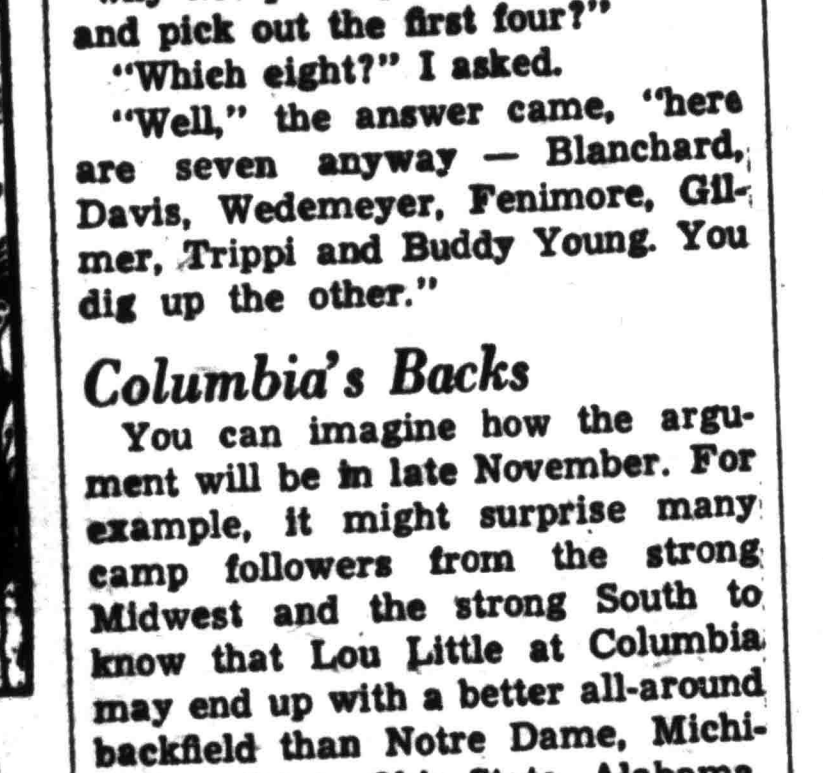 and pick out the first four?"
"Which eight?" I asked.
"Well," the answer came, "here
are seven anyway — Blanchard,
Davis, Wedemeyer, Fenimore, Gil-
mer, Trippi and Buddy Young. You
dig up the other."
Columbia's Backs
You can imagine how the argu-
ment will be in late November. For
example, it might surprise many
camp followers from the strong
Midwest and the strong South to
know that Lou Little at Columbia
may end up with a better all-around
backfield than Notre Dame, Michi-
State, Alabama,